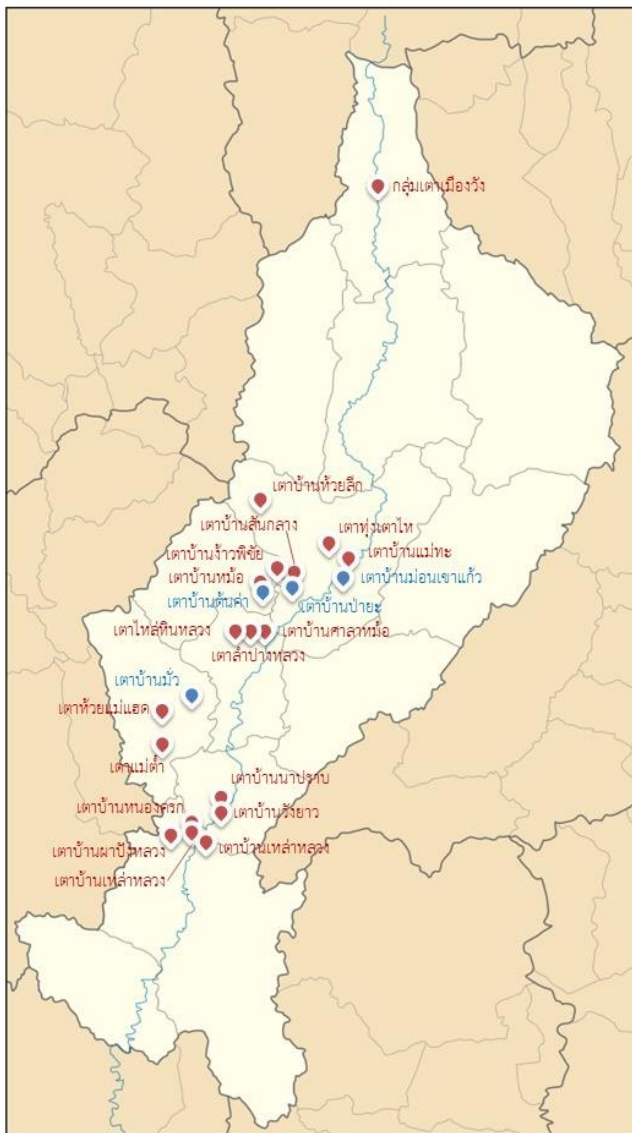 กลุ่มเตาเมืองวัง
เตาบ้านห้วยลึก
เตาบ้านสันกลาง
เตาทุ่งเตาไห
เตาบ้านง้าวพิชัย
เตาบ้านแม่ทะ
เตาบ้านหม้อ
เตาบ้านม่อนเขาแก้ว
เตาบ้านต้นค่า
เตาบ้านป่ายะ
เตาไหล่หินหลวง
เตาบ้านศาลาหม้อ
เตาลำปางหลวง
เตาบ้านมั่ว
เตาห้วยแม่แฮด
เตาแม่ต๋ำ
เตาบ้านนาปราบ
เตาบ้านหนองครก
เตาบ้านวังยาว
เตาบ้านผาปังหลวง
เตาบ้านเหล่าหลวง
เตาบ้านเหล่าหลวง